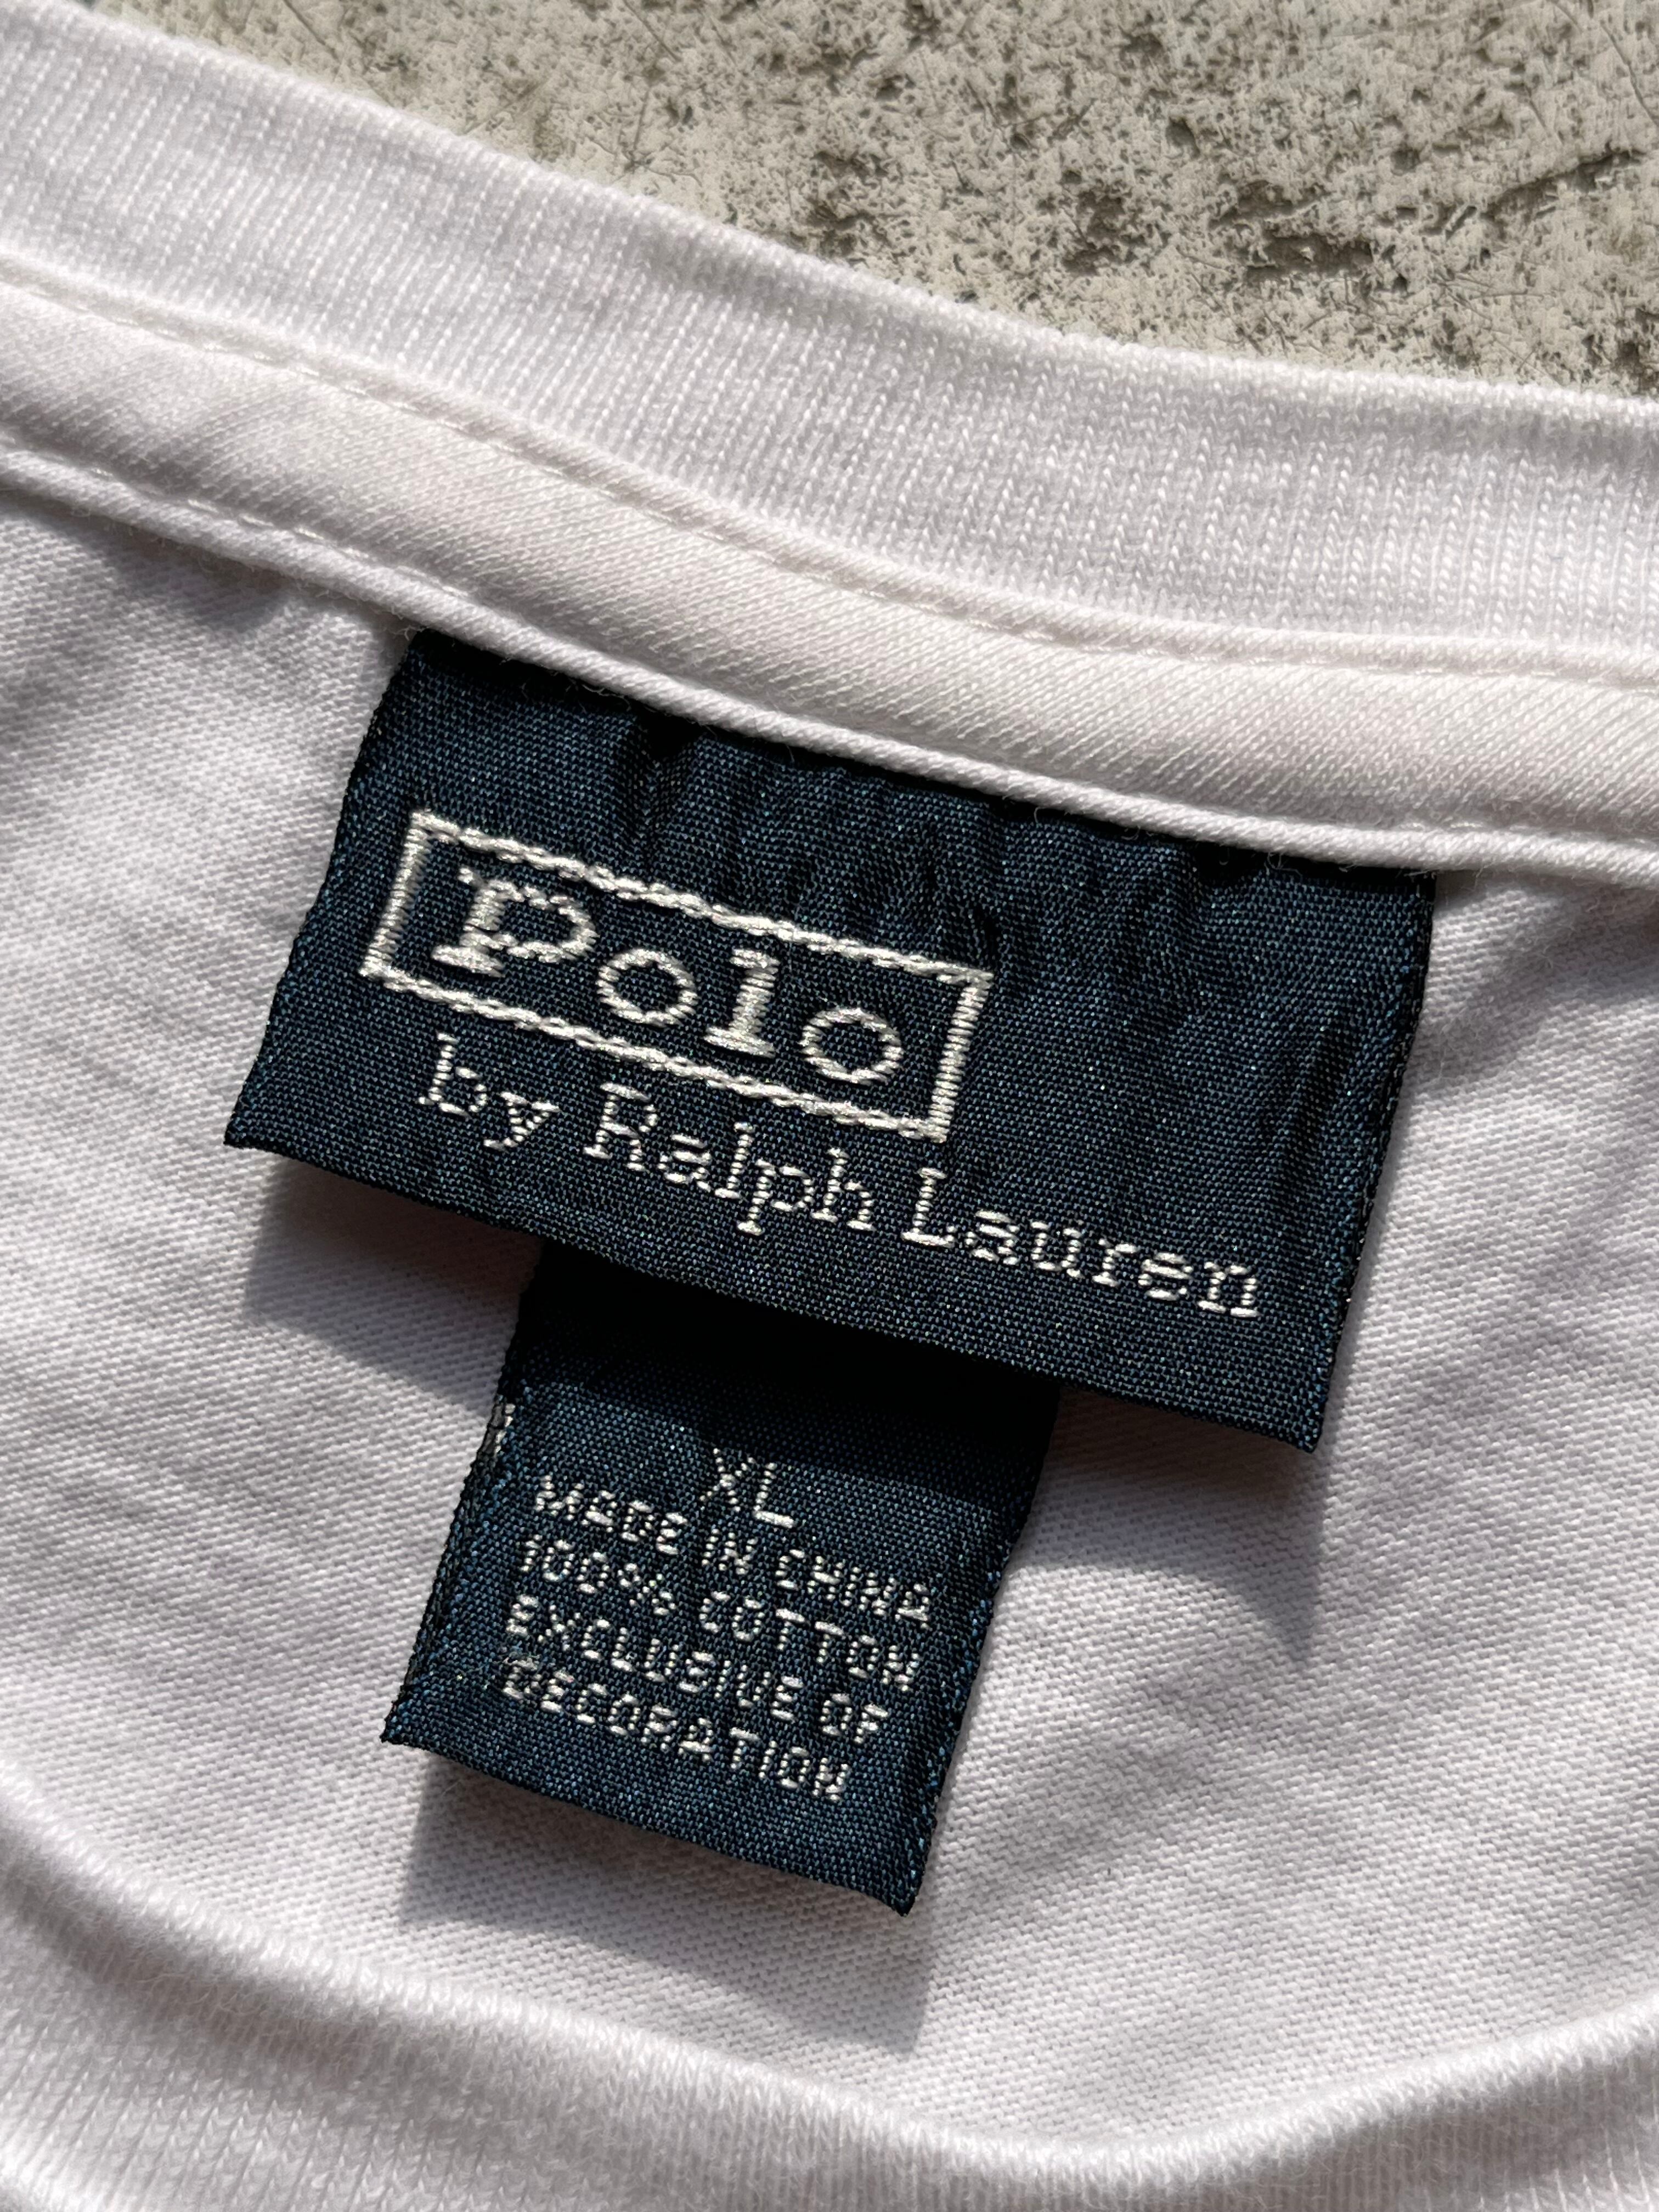 Polo
by Ralph Lauren
XL
MADE IN CHINA
100% COTTON
EXCLUSIVE OF
DECORATION